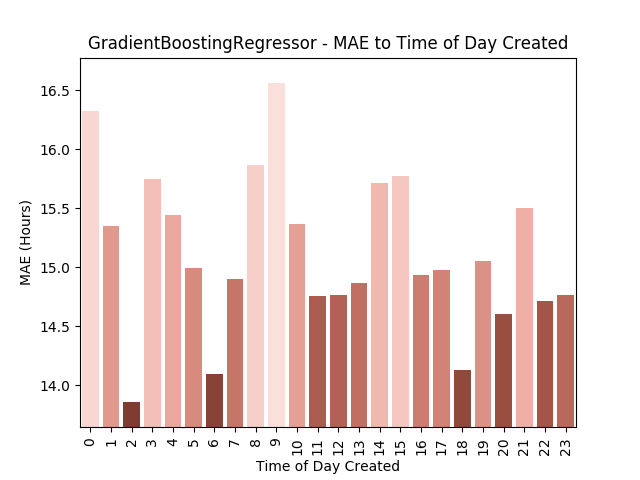 GradientBoostingRegressor - MAE to Time of Day Created
16.5
16.0
15.5
15.0
14.5
14.0
MAE (Hours)
0 1 2 3 4 5 6 7 8 9 10 11 12 13 14 15 16 17 18 19 20 21 22 23
Time of Day Created